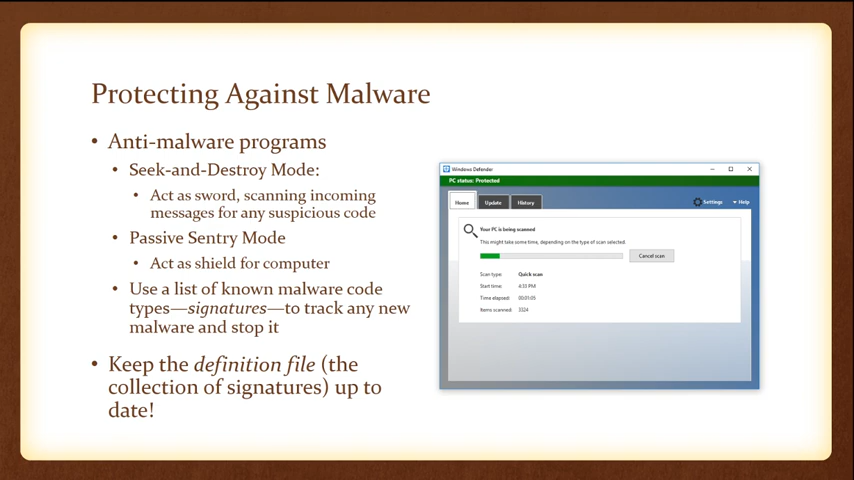 Protecting Against Malware
• Anti-malware programs
• Seek-and-Destroy Mode:
• Act as sword, scanning incoming
messages for any suspicious code
• Passive Sentry Mode
• Act as shield for computer
• Use a list of known malware code
types—signatures—to track any new
malware and stop it
• Keep the definition file (the
collection of signatures) up to
date!
Windows Defender
PC status: Protected
Home Update History Settings Help
Your PC is being scanned
This might take some time, depending on the type of scan selected.
Cancel scan
Scan type: Quick scan
Start time: 4:33 PM
Time elapsed: 00:01:05
Items scanned: 3324